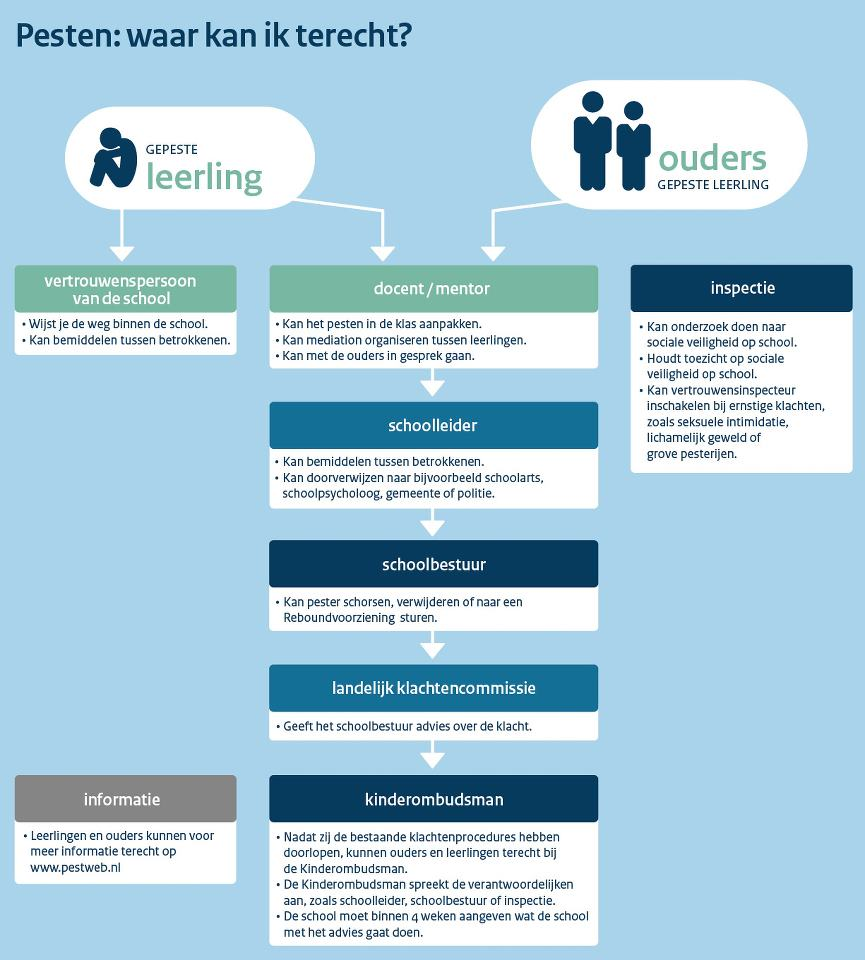 Pesten: waar kan ik terecht?
GEPESTE
leerling
ouders
GEPESTE LEERLING
vertrouwenspersoon
van de school
• Wijst je de weg binnen de school.
• Kan bemiddelen tussen betrokkenen.
docent / mentor
• Kan het pesten in de klas aanpakken.
• Kan mediation organiseren tussen leerlingen.
• Kan met de ouders in gesprek gaan.
inspectie
• Kan onderzoek doen naar
sociale veiligheid op school.
• Houdt toezicht op sociale
veiligheid op school.
• Kan vertrouwensinspecteur
inschakelen bij ernstige klachten,
zoals seksuele intimidatie,
lichamelijk geweld of
grove pesterijen.
schoolleider
• Kan bemiddelen tussen betrokkenen.
• Kan doorverwijzen naar bijvoorbeeld schoolarts,
schoolpsycholoog, gemeente of politie.
schoolbestuur
• Kan pester schorsen, verwijderen of naar een
Reboundvoorziening sturen.
landelijk klachtencommissie
• Geeft het schoolbestuur advies over de klacht.
informatie
• Leerlingen en ouders kunnen voor
meer informatie terecht op
www.pestweb.nl
kinderombudsman
• Nadat zij de bestaande klachtenprocedures hebben
doorlopen, kunnen ouders en leerlingen terecht bij
de Kinderombudsman.
• De Kinderombudsman spreekt de verantwoordelijken
aan, zoals schoolleider, schoolbestuur of inspectie.
• De school moet binnen 4 weken aangeven wat de school
met het advies gaat doen.